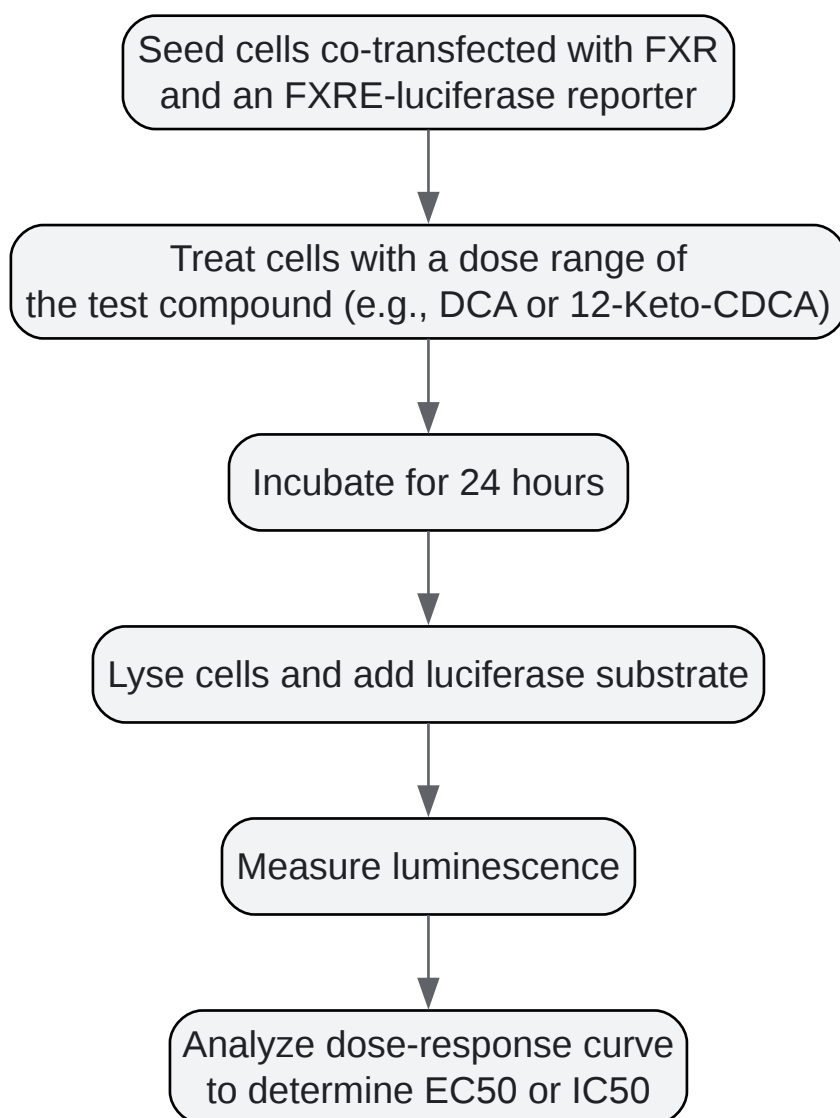 Seed cells co-transfected with FXR
and an FXRE-luciferase reporter
Treat cells with a dose range of
the test compound (e.g., DCA or 12-Keto-CDCA)
Incubate for 24 hours
Lyse cells and add luciferase substrate
Measure luminescence
Analyze dose-response curve
to determine EC50 or IC50